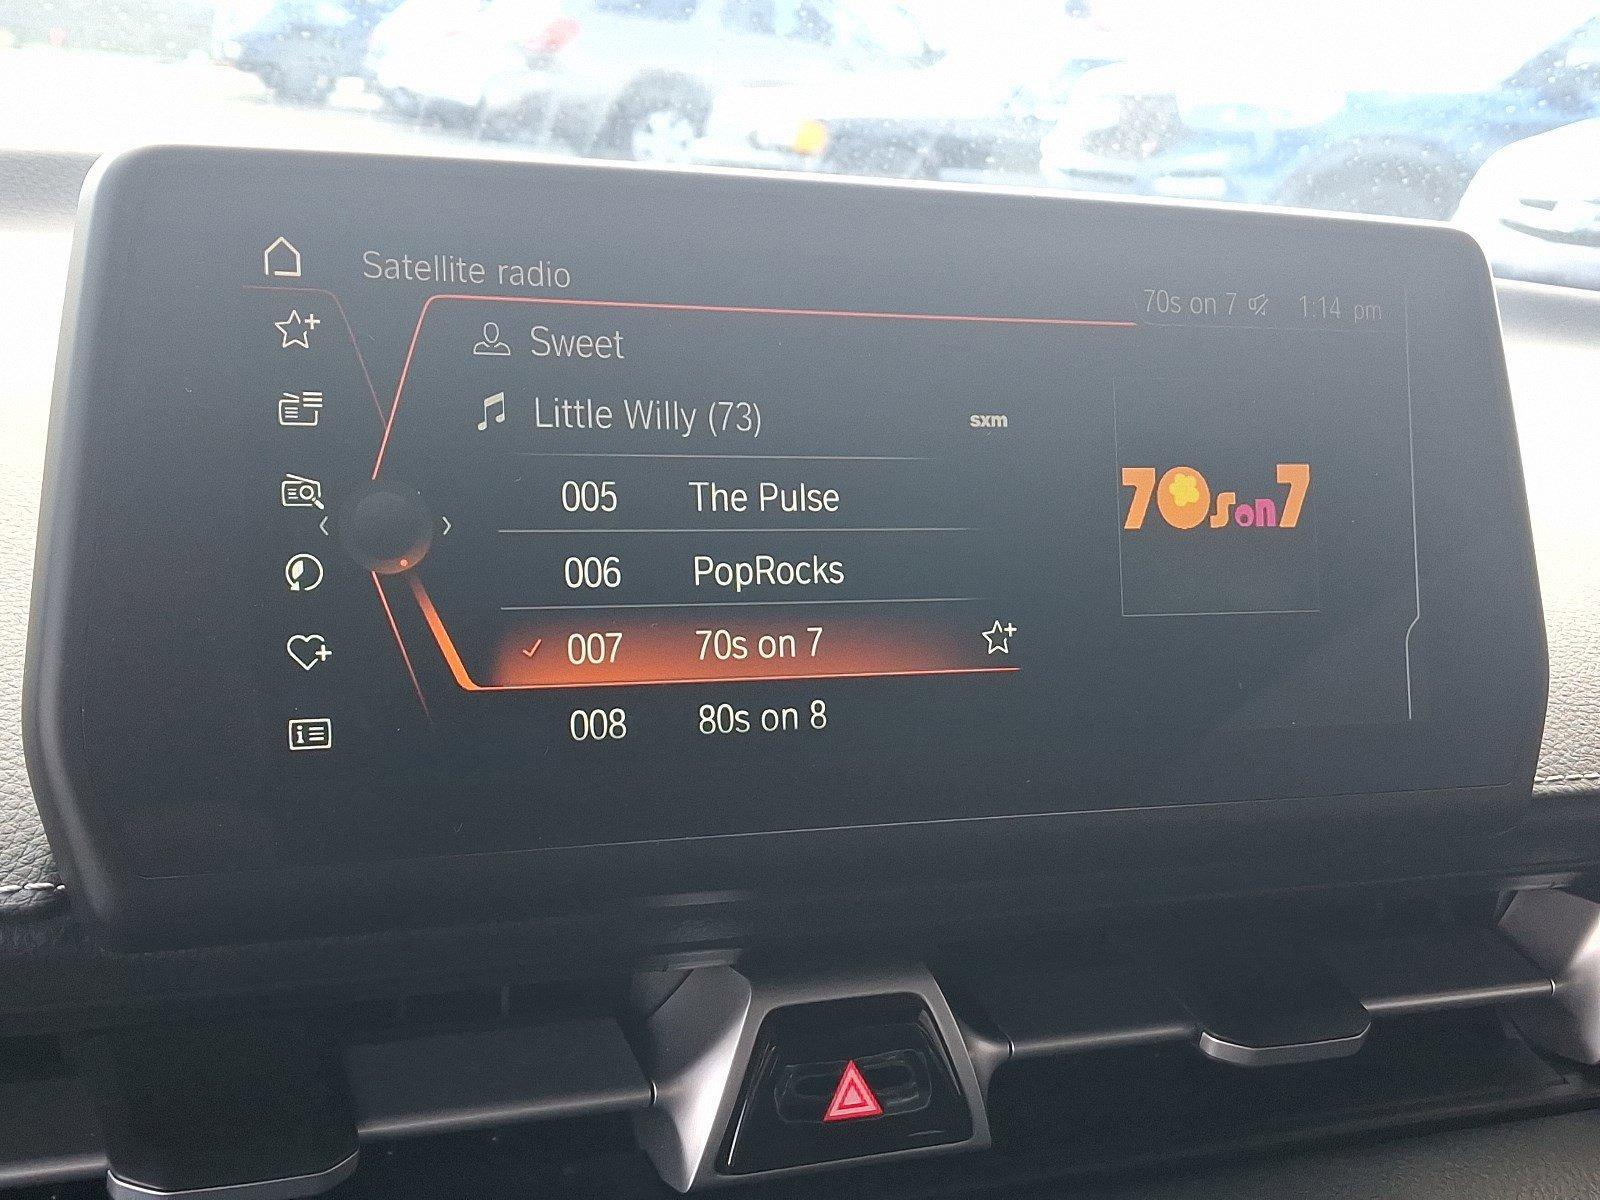 Satellite radio
70s on 7 1:14 pm
Sweet
Little Willy (73)
sxm
005 The Pulse
006 PopRocks
007 70s on 7
008 80s on 8
70s on 7